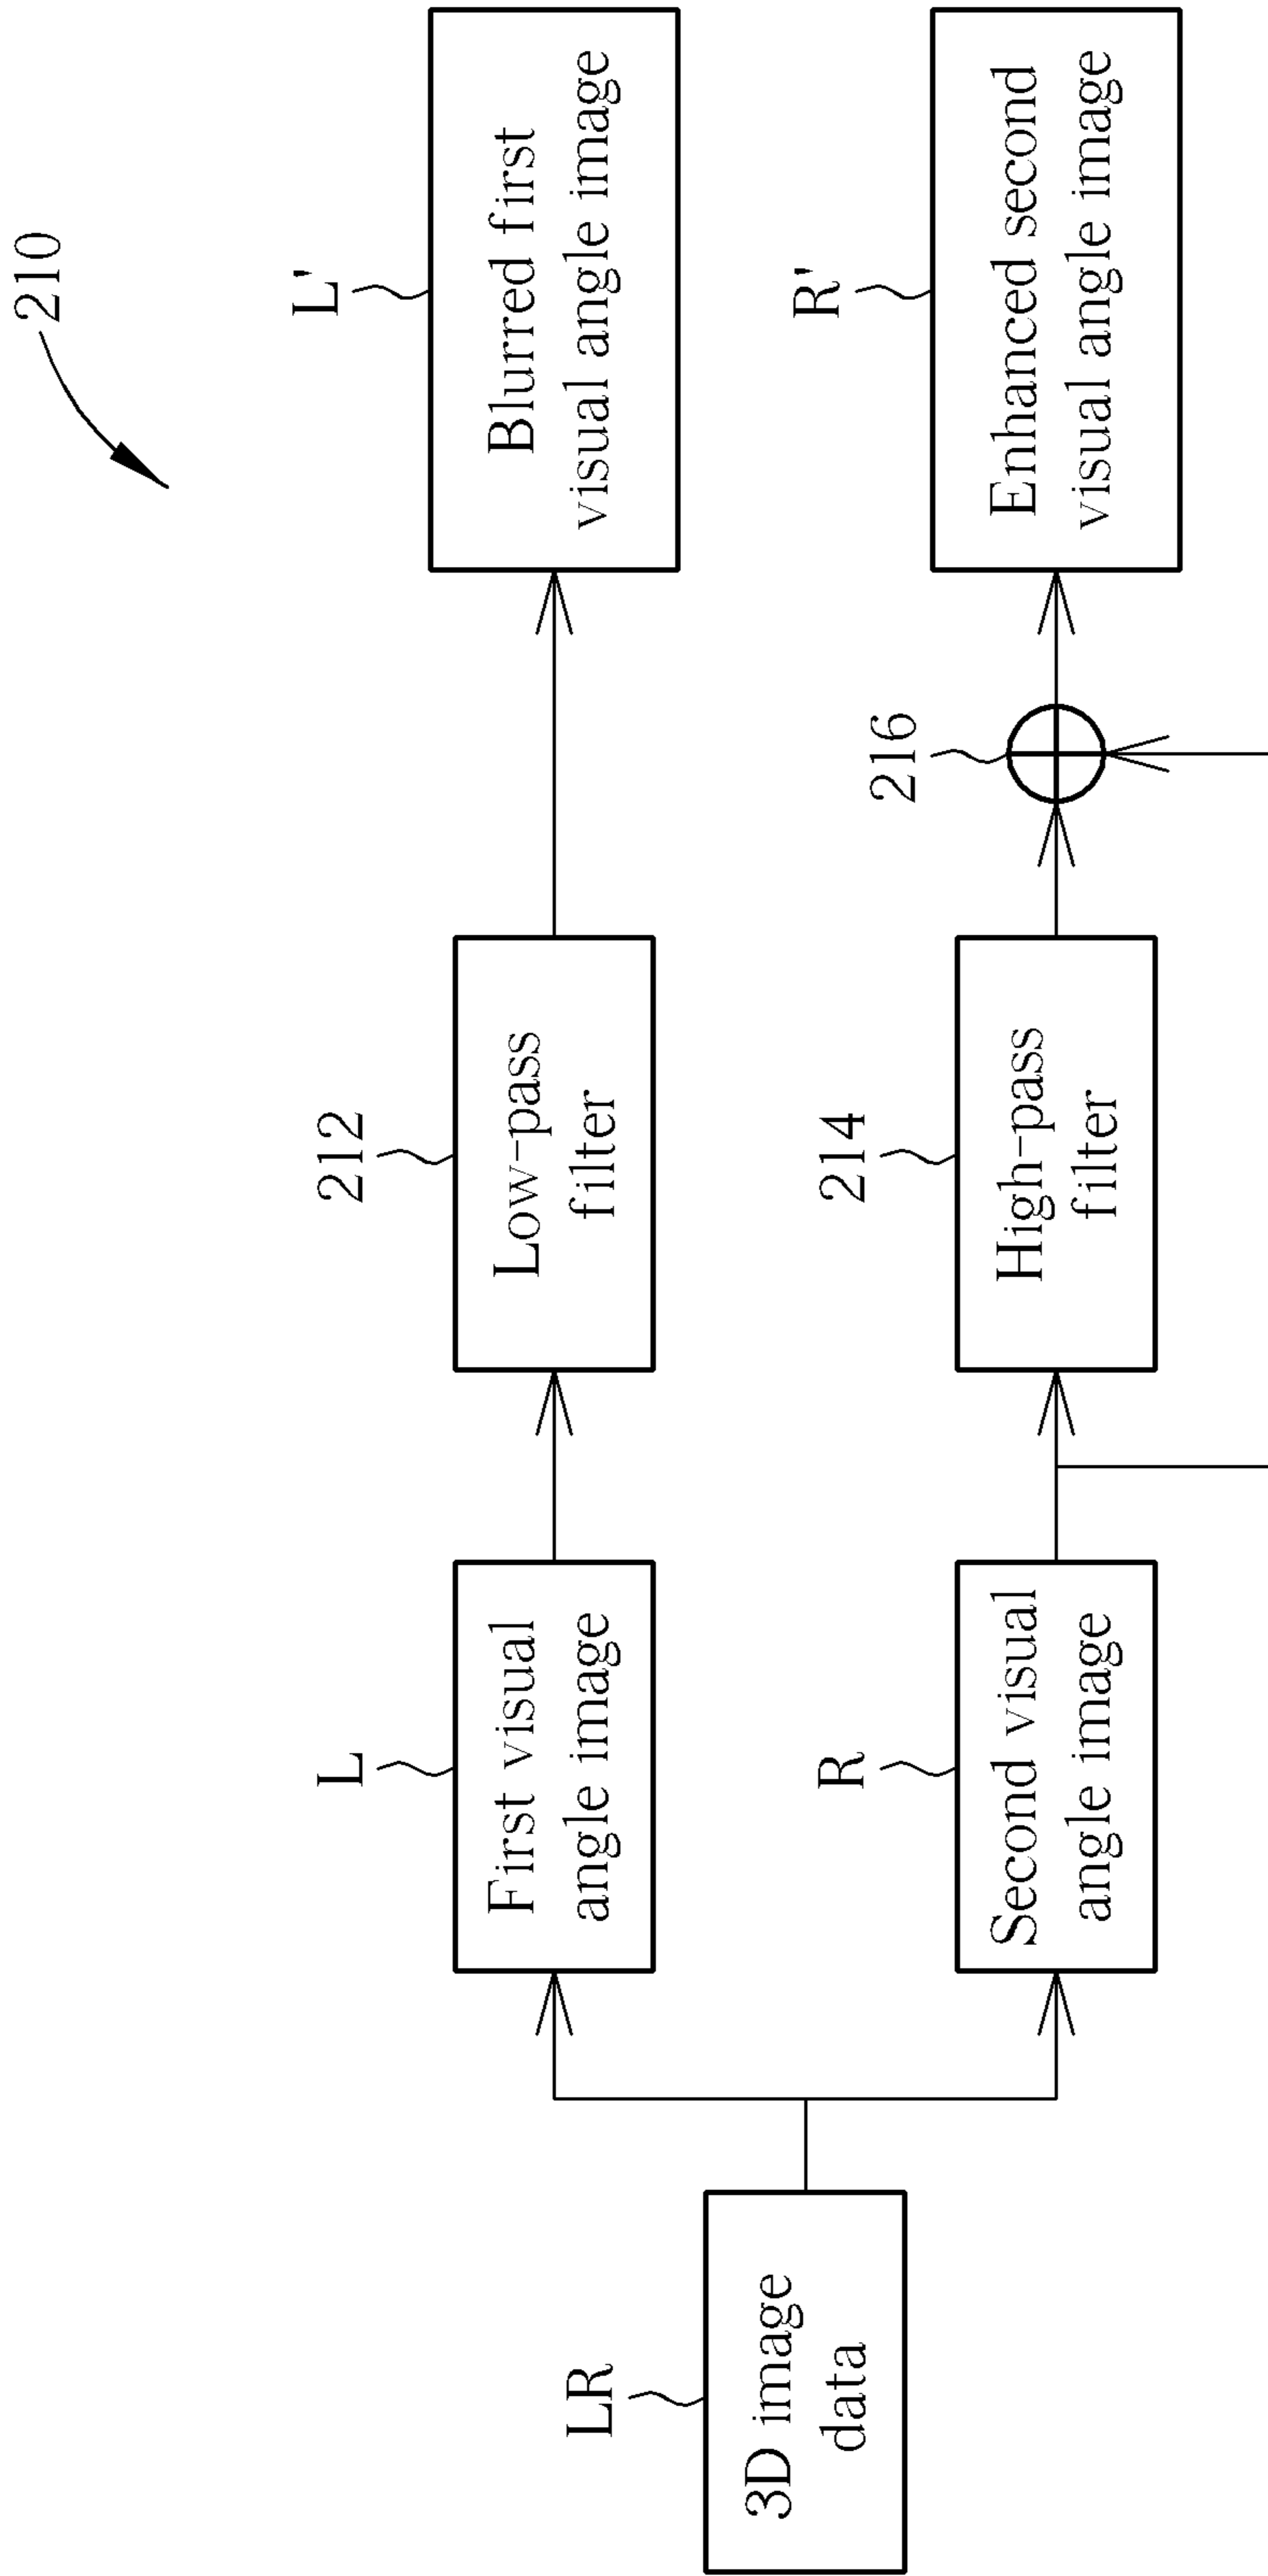 210
LR
3D image
data
L
First visual
angle image
212
Low-pass
filter
L'
Blurred first
visual angle image
R
Second visual
angle image
214
High-pass
filter
216
R'
Enhanced second
visual angle image